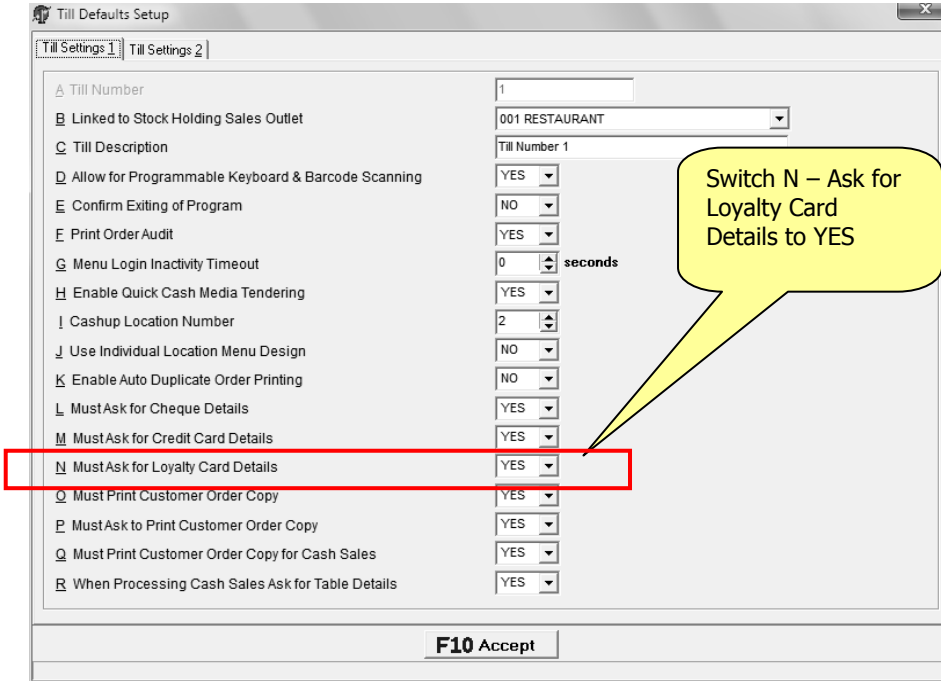 Till Defaults Setup
Till Settings 1 Till Settings 2
A Till Number 1
B Linked to Stock Holding Sales Outlet 001 RESTAURANT
C Till Description Till Number 1
D Allow for Programmable Keyboard & Barcode Scanning YES
E Confirm Exiting of Program NO
F Print Order Audit YES
G Menu Login Inactivity Timeout 0 seconds
H Enable Quick Cash Media Tendering YES
I Cashup Location Number 2
J Use Individual Location Menu Design NO
K Enable Auto Duplicate Order Printing NO
L Must Ask for Cheque Details YES
M Must Ask for Credit Card Details YES
N Must Ask for Loyalty Card Details YES
O Must Print Customer Order Copy YES
P Must Ask to Print Customer Order Copy YES
Q Must Print Customer Order Copy for Cash Sales YES
R When Processing Cash Sales Ask for Table Details YES
Switch N – Ask for
Loyalty Card
Details to YES
F10 Accept